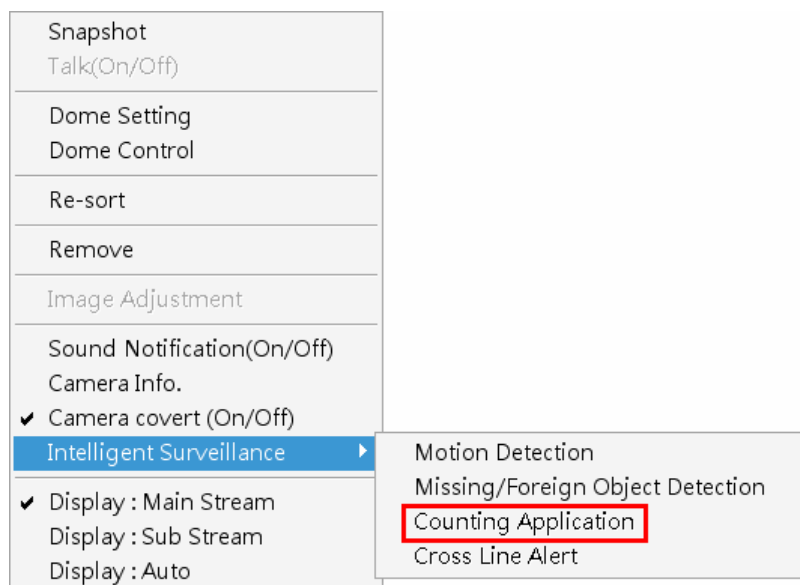 Snapshot
Talk(On/Off)
Dome Setting
Dome Control
Re-sort
Remove
Image Adjustment
Sound Notification(On/Off)
Camera Info.
Camera covert (On/Off)
Intelligent Surveillance
Display : Main Stream
Display : Sub Stream
Display : Auto
Motion Detection
Missing/Foreign Object Detection
Counting Application
Cross Line Alert